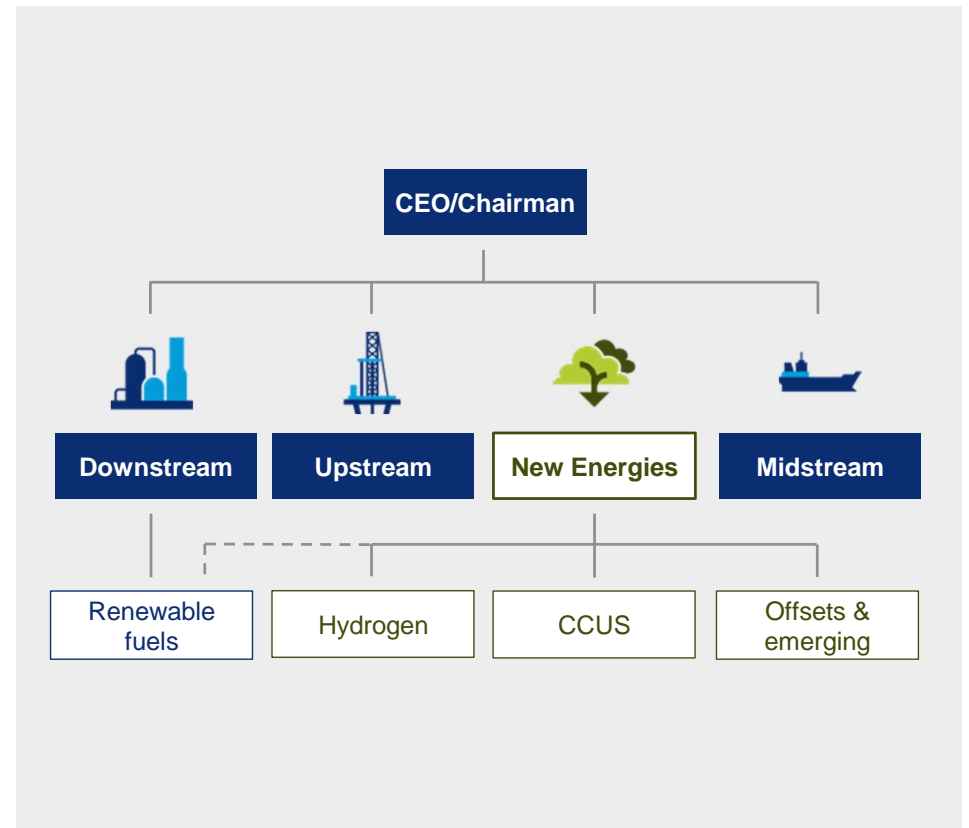 CEO/Chairman
Downstream
Upstream
New Energies
Midstream
Renewable
fuels
Hydrogen
CCUS
Offsets &
emerging